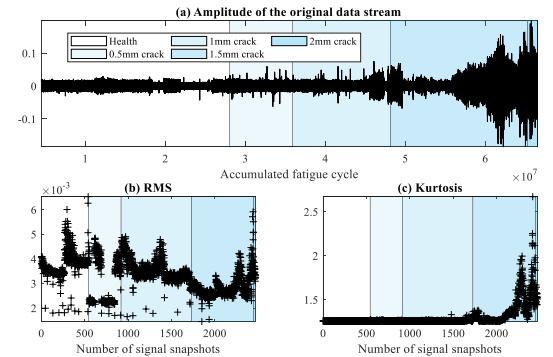 (a) Amplitude of the original data stream
Health
1mm crack
2mm crack
0.5mm crack
1.5mm crack
0.1
0
-0.1
1 2 3 4 5 6
Accumulated fatigue cycle
×10⁷
(b) RMS
×10⁻³
6
5
4
3
2
0 500 1000 1500 2000
Number of signal snapshots
(c) Kurtosis
2.5
2
1.5
0 500 1000 1500 2000
Number of signal snapshots